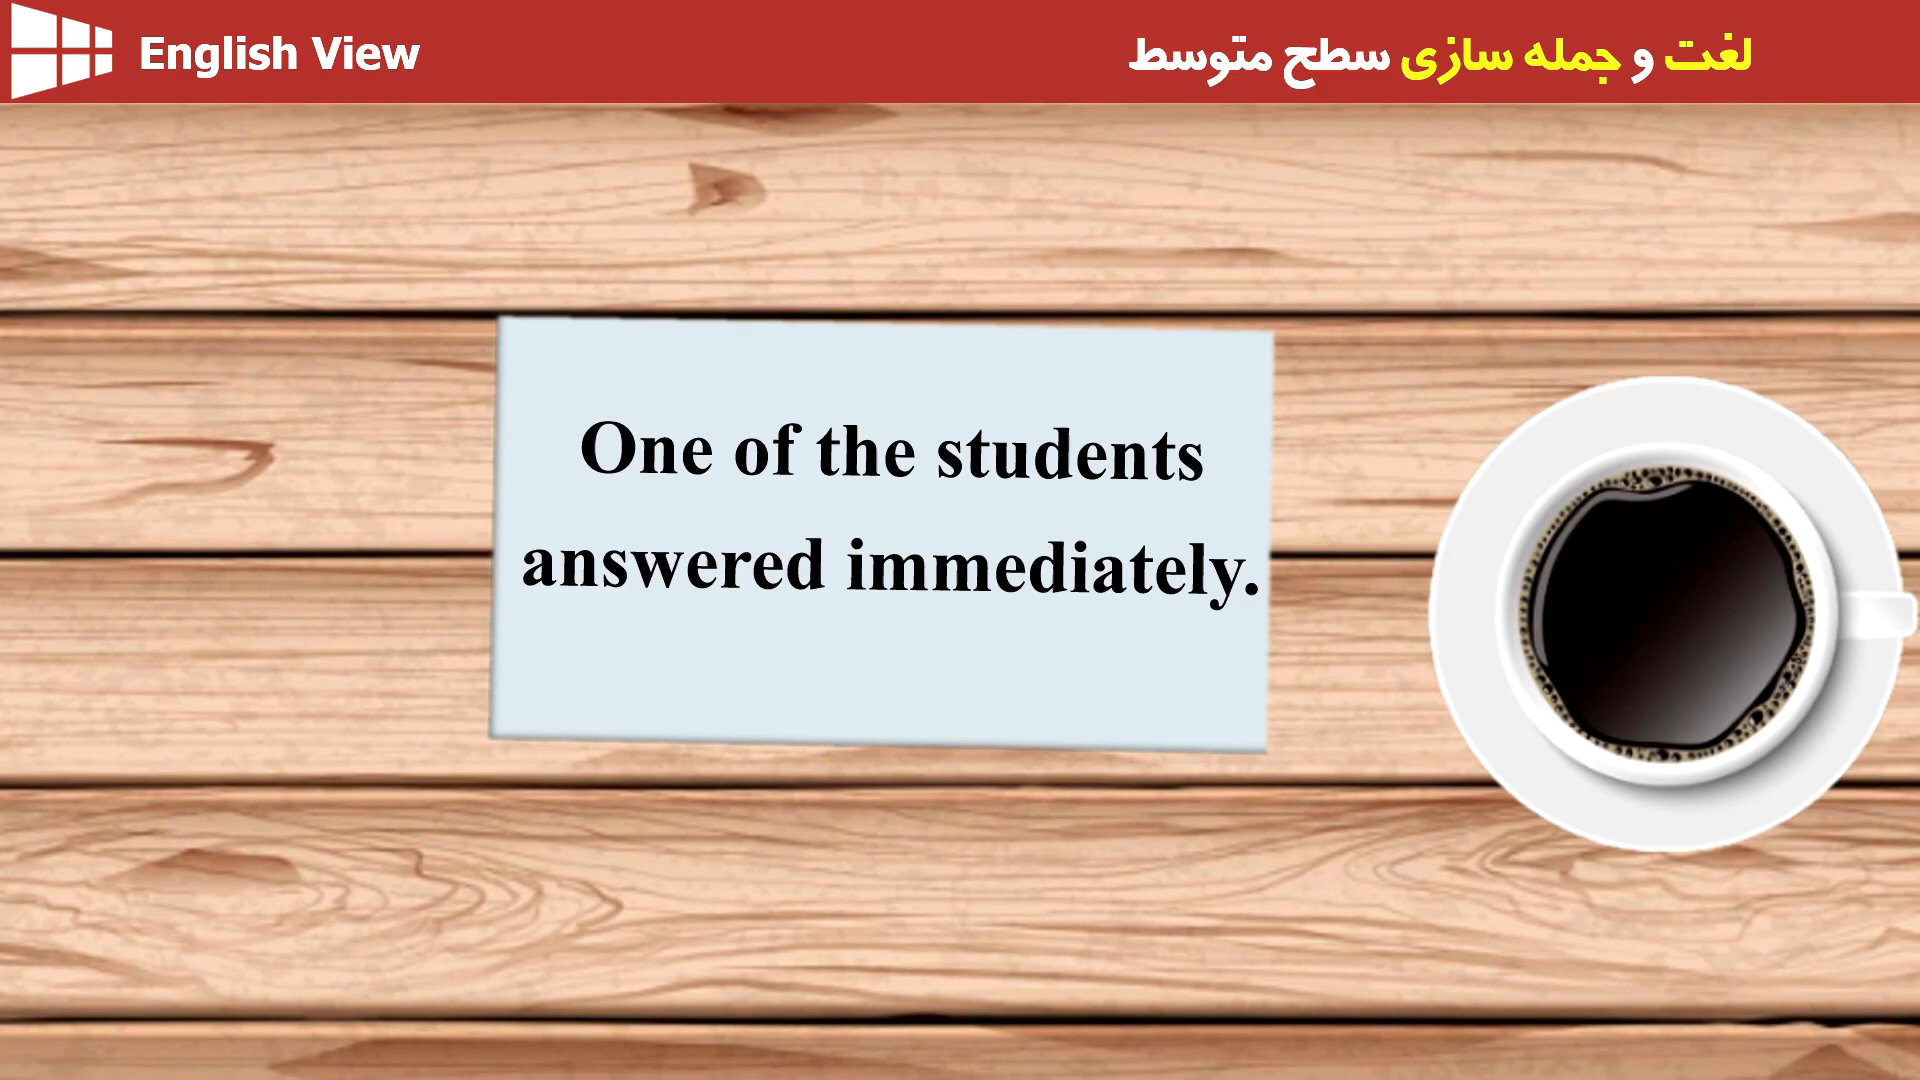 English View
لغت و جمله سازی سطح متوسط
One of the students
answered immediately.